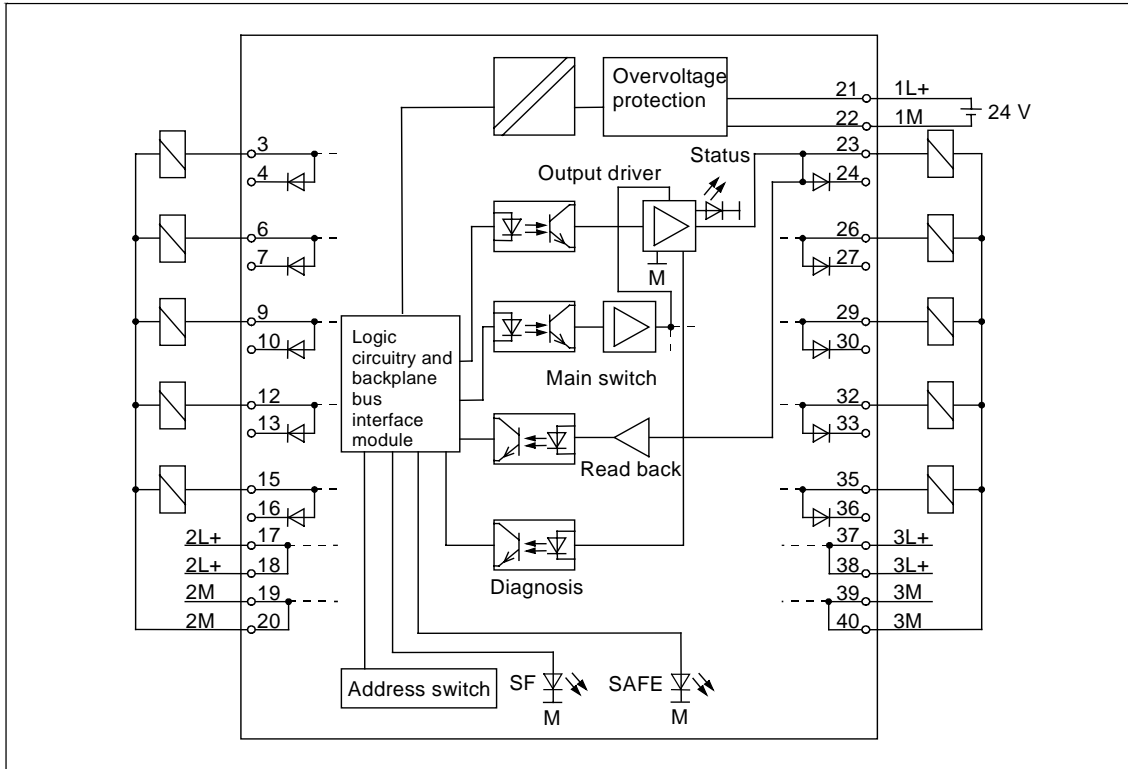 Overvoltage
protection
21 1L+
22 1M
24 V
3
4
23
24
Status
Output driver
6
7
26
27
M
9
10
29
30
Logic
circuitry and
backplane
bus
interface
module
Main switch
12
13
32
33
Read back
15
16
35
36
2L+ 17
2L+ 18
2M 19
2M 20
37 3L+
38 3L+
39 3M
40 3M
Diagnosis
Address switch
SF
M
SAFE
M